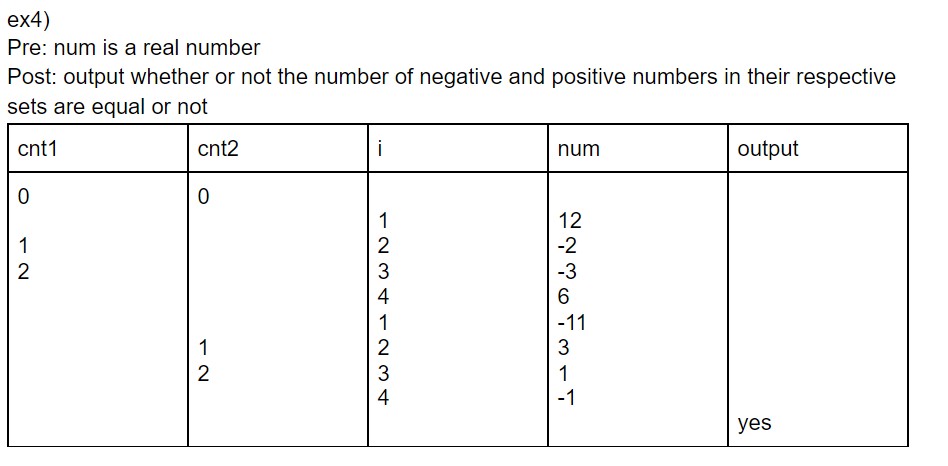 ex4)
Pre: num is a real number
Post: output whether or not the number of negative and positive numbers in their respective
sets are equal or not
cnt1 cnt2 i num output
0 0
1 12
1 2 -2
2 3 -3
4 6
1 -11
1 2 3
2 3 1
4 -1
yes